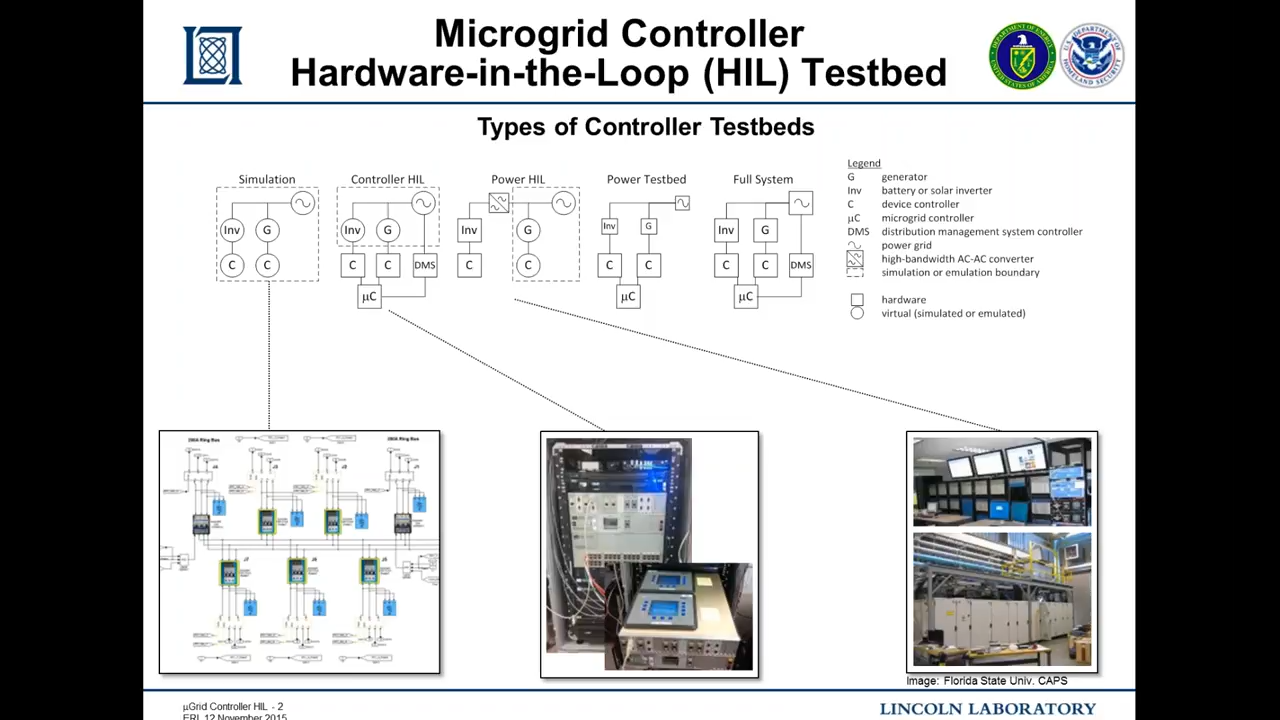 Microgrid Controller
Hardware-in-the-Loop (HIL) Testbed
Types of Controller Testbeds
Simulation
Controller HIL
Power HIL
Power Testbed
Full System
Inv
G
C
C
Inv
G
C
C
DMS
μC
Inv
C
G
C
Inv
G
C
C
μC
Inv
G
C
C
DMS
μC
Legend
G generator
Inv battery or solar inverter
C device controller
μC microgrid controller
DMS distribution management system controller
power grid
high-bandwidth AC-AC converter
simulation or emulation boundary
hardware
virtual (simulated or emulated)
Image: Florida State Univ. CAPS
μGrid Controller HIL - 2
ERL 12 November 2015
LINCOLN LABORATORY